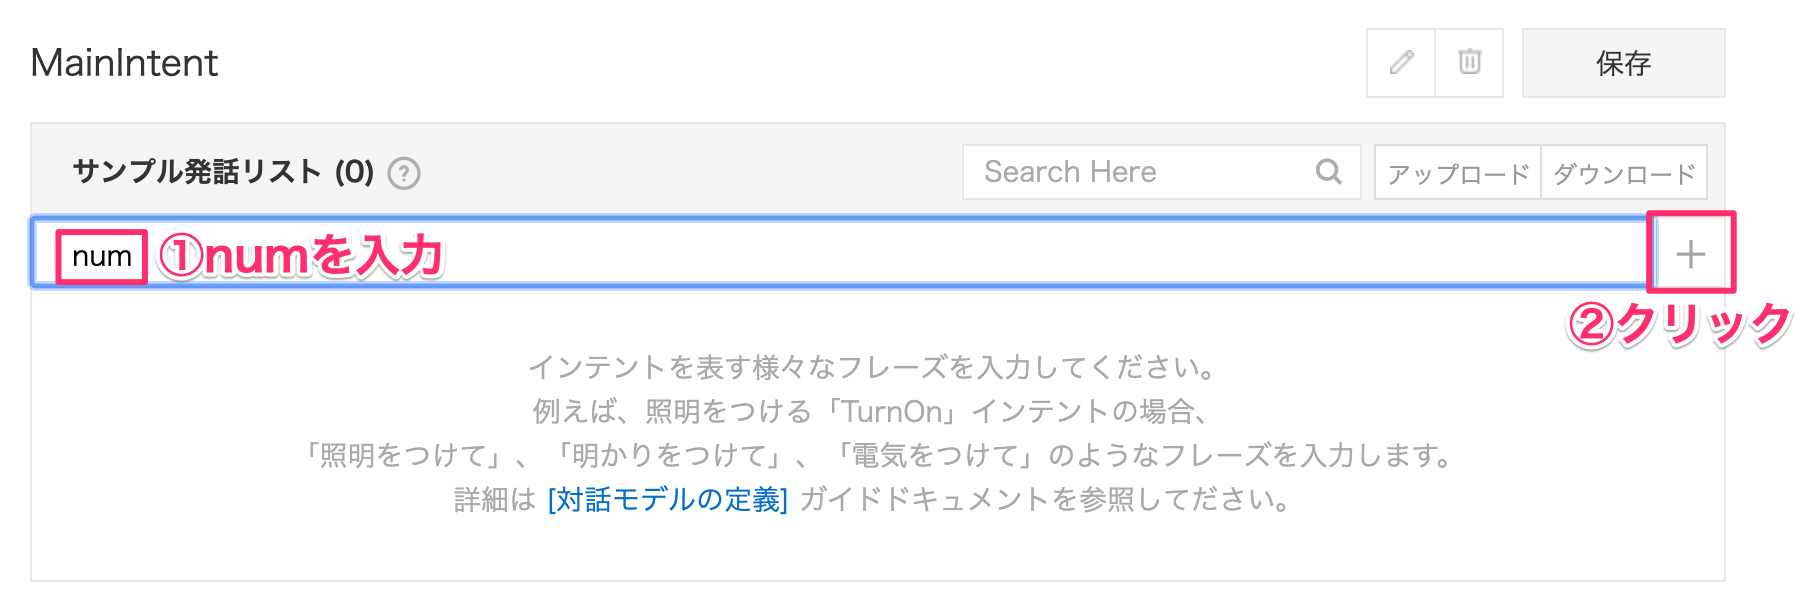 MainIntent
保存
サンプル発話リスト (0) ?
Search Here
アップロード
ダウンロード
num ①numを入力
②クリック
インテントを表す様々なフレーズを入力してください。
例えば、照明をつける「TurnOn」インテントの場合、
「照明をつけて」、「明かりをつけて」、「電気をつけて」のようなフレーズを入力します。
詳細は [対話モデルの定義] ガイドドキュメントを参照してださい。